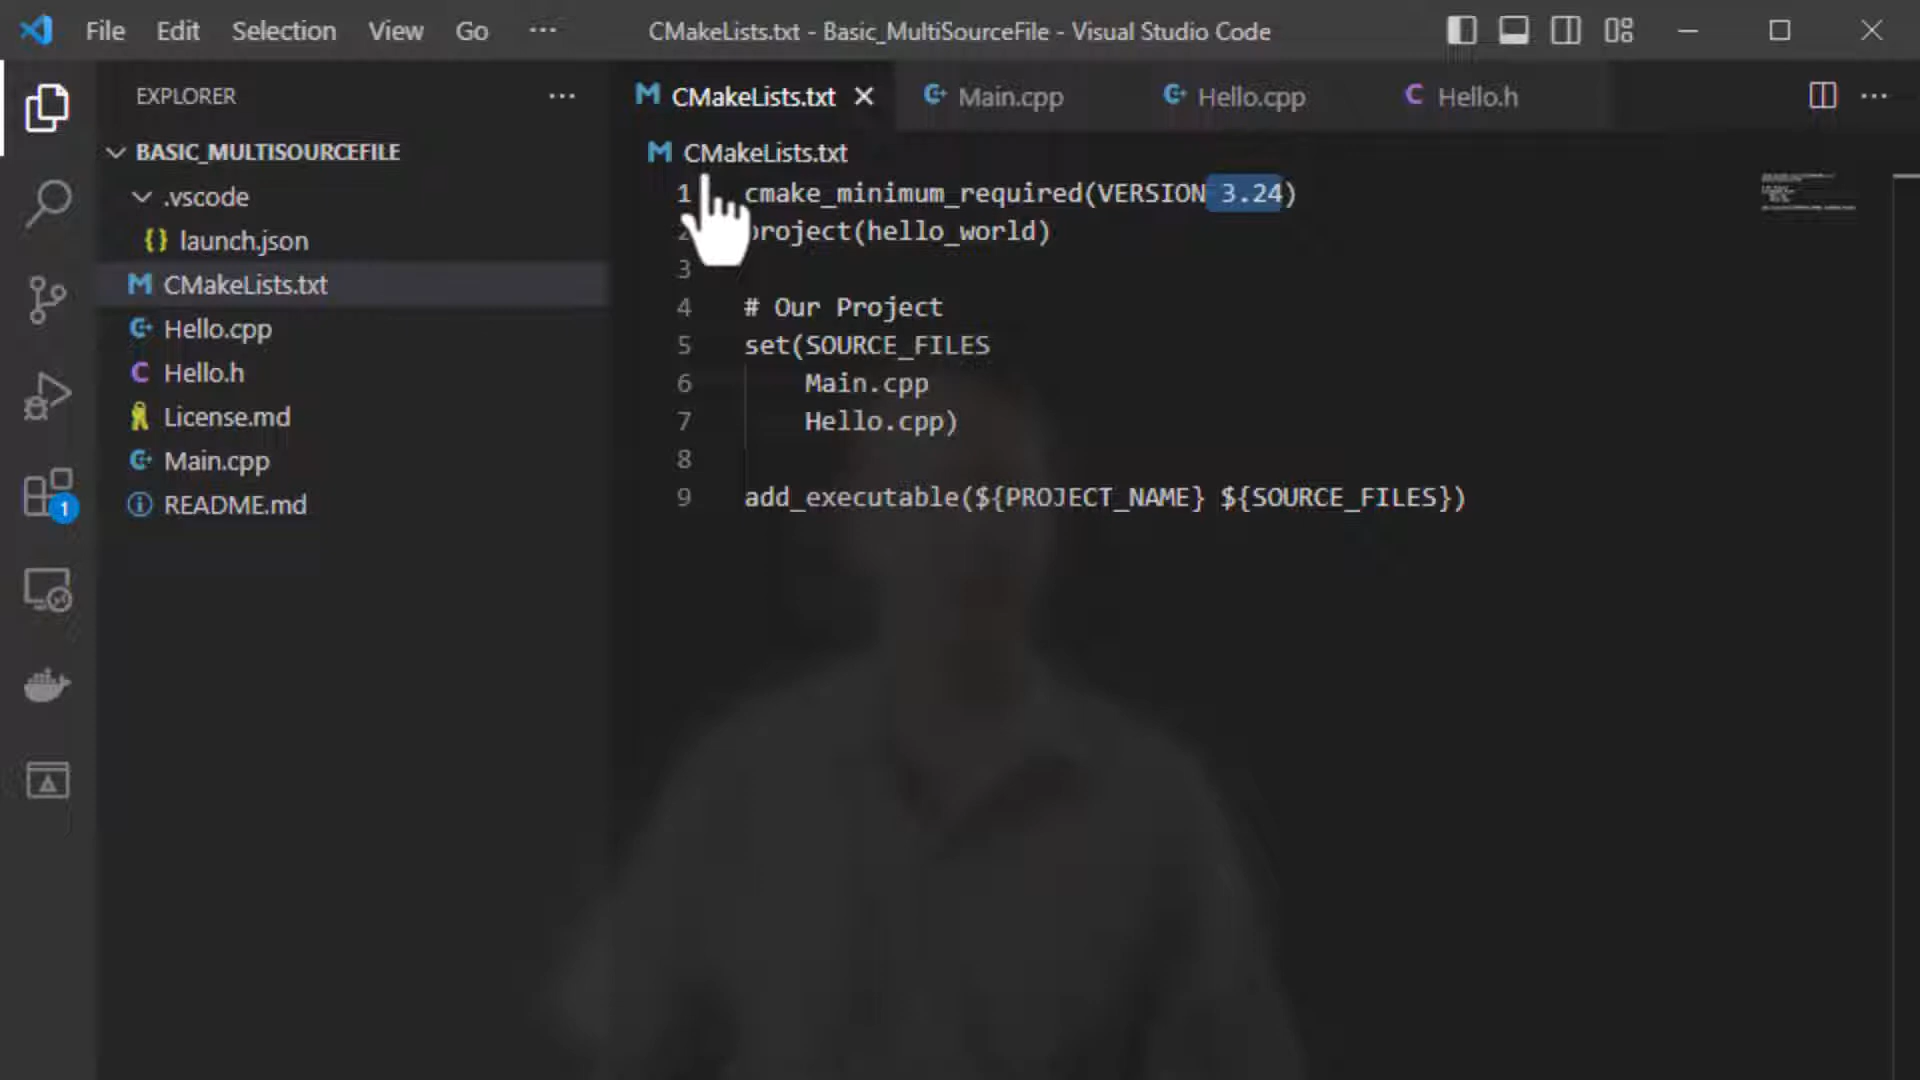 File Edit Selection View Go ...
CMakeLists.txt - Basic_MultiSourceFile - Visual Studio Code
EXPLORER
BASIC_MULTISOURCEFILE
.vscode
launch.json
CMakeLists.txt
Hello.cpp
Hello.h
License.md
Main.cpp
README.md
1
CMakeLists.txt Main.cpp Hello.cpp Hello.h
CMakeLists.txt
1 cmake_minimum_required(VERSION 3.24)
2 project(hello_world)
3
4 # Our Project
5 set(SOURCE_FILES
6 Main.cpp
7 Hello.cpp)
8
9 add_executable(${PROJECT_NAME} ${SOURCE_FILES})